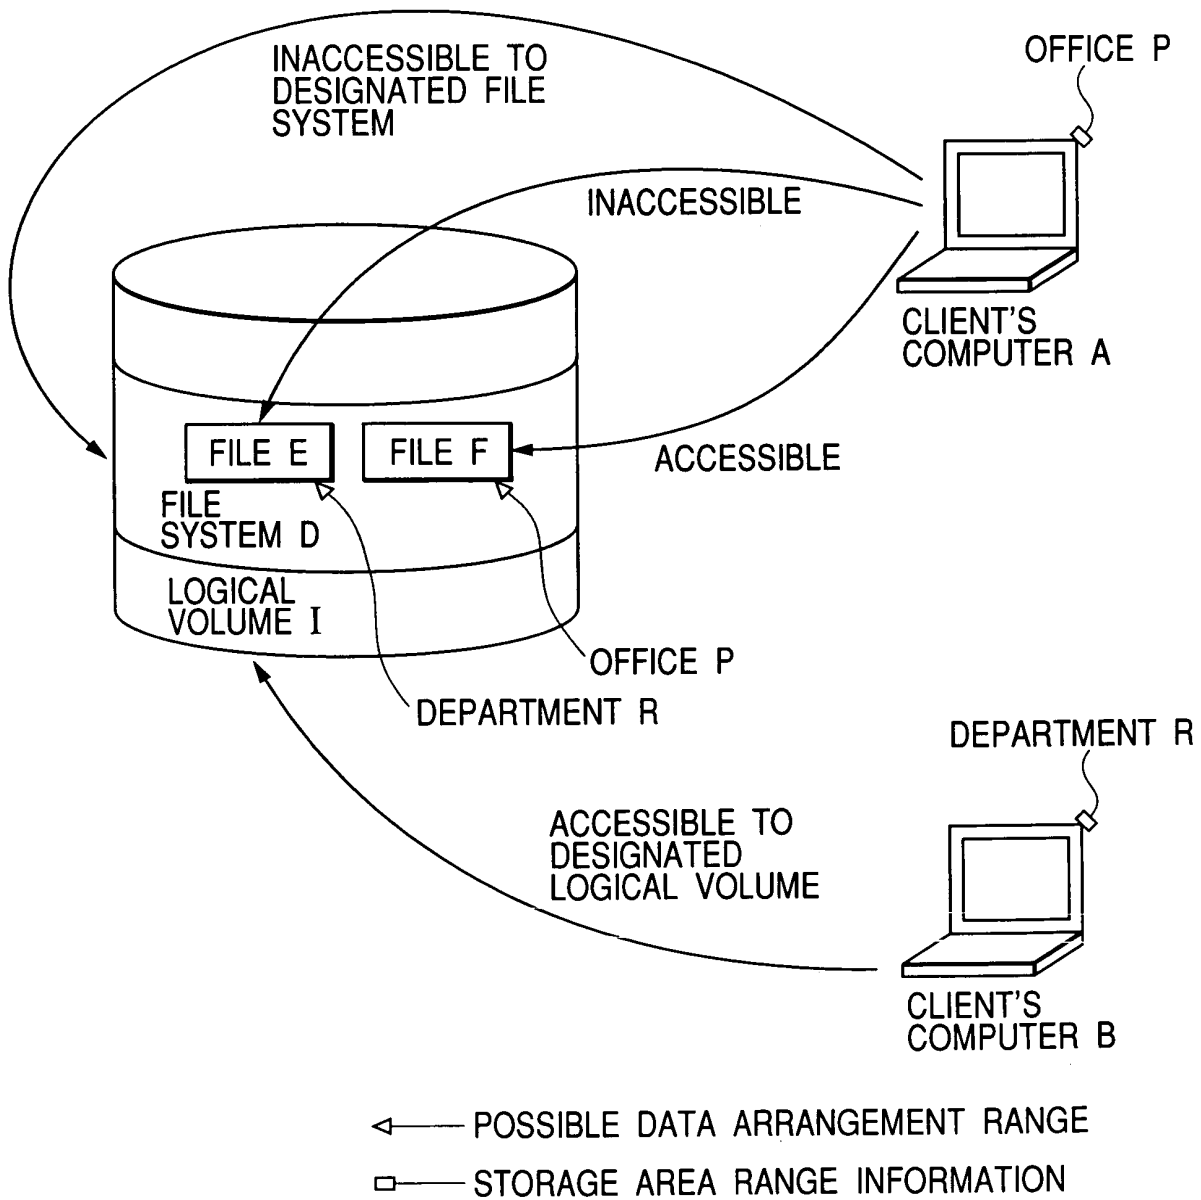 INACCESSIBLE TO
DESIGNATED FILE
SYSTEM
OFFICE P
INACCESSIBLE
CLIENT'S
COMPUTER A
FILE E
FILE F
ACCESSIBLE
FILE
SYSTEM D
LOGICAL
VOLUME I
OFFICE P
DEPARTMENT R
DEPARTMENT R
ACCESSIBLE TO
DESIGNATED
LOGICAL VOLUME
CLIENT'S
COMPUTER B
POSSIBLE DATA ARRANGEMENT RANGE
STORAGE AREA RANGE INFORMATION